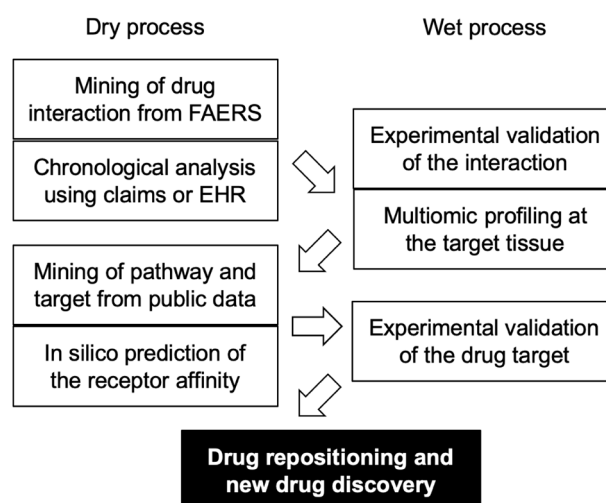 Dry process
Mining of drug
interaction from FAERS
Chronological analysis
using claims or EHR
Mining of pathway and
target from public data
In silico prediction of
the receptor affinity
Wet process
Experimental validation
of the interaction
Multiomic profiling at
the target tissue
Experimental validation
of the drug target
Drug repositioning and
new drug discovery